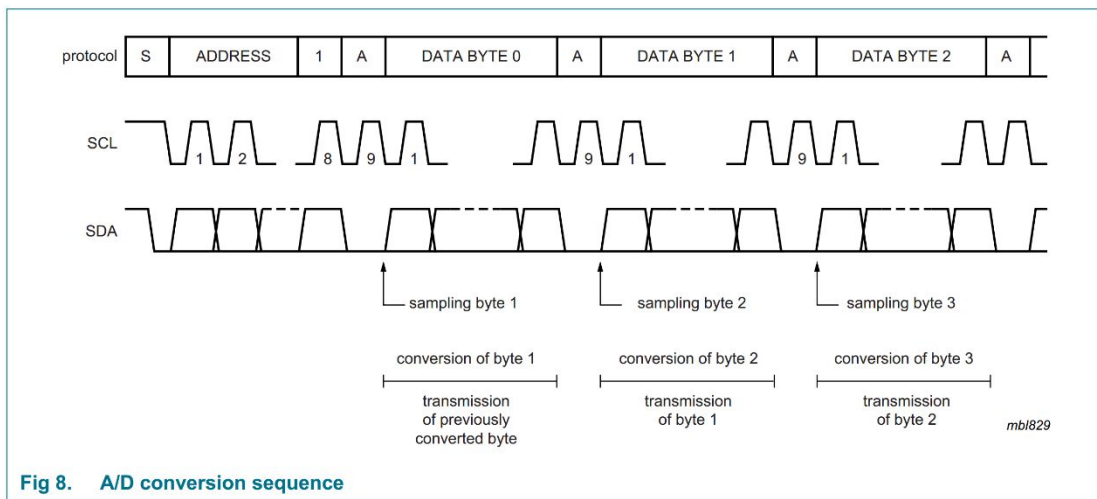 protocol S ADDRESS 1 A DATA BYTE 0 A DATA BYTE 1 A DATA BYTE 2 A
SCL 1 2 8 9 1 9 1 9 1
SDA
sampling byte 1 sampling byte 2 sampling byte 3
conversion of byte 1 conversion of byte 2 conversion of byte 3
transmission transmission transmission
of previously of byte 1 of byte 2
converted byte
mbl829
Fig 8. A/D conversion sequence